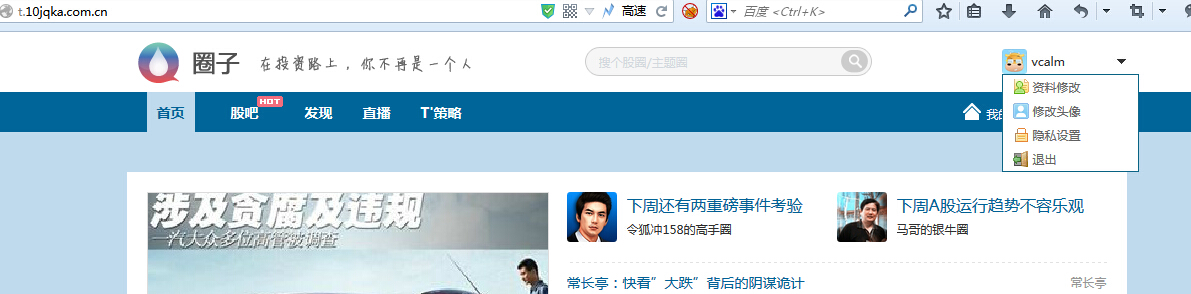 t.10jqka.com.cn
高速
百度 <Ctrl+K>
圈子
在投资路上，你不再是一个人
搜个股圈/主题圈
vcalm
资料修改
修改头像
隐私设置
退出
首页
股吧
HOT
发现
直播
T+策略
我的
涉及贪腐及违规
一汽大众多位高管被调查
下周还有两重磅事件考验
令狐冲158的高手圈
下周A股运行趋势不容乐观
马哥的银牛圈
常长亭：快看”大跌”背后的阴谋诡计
常长亭